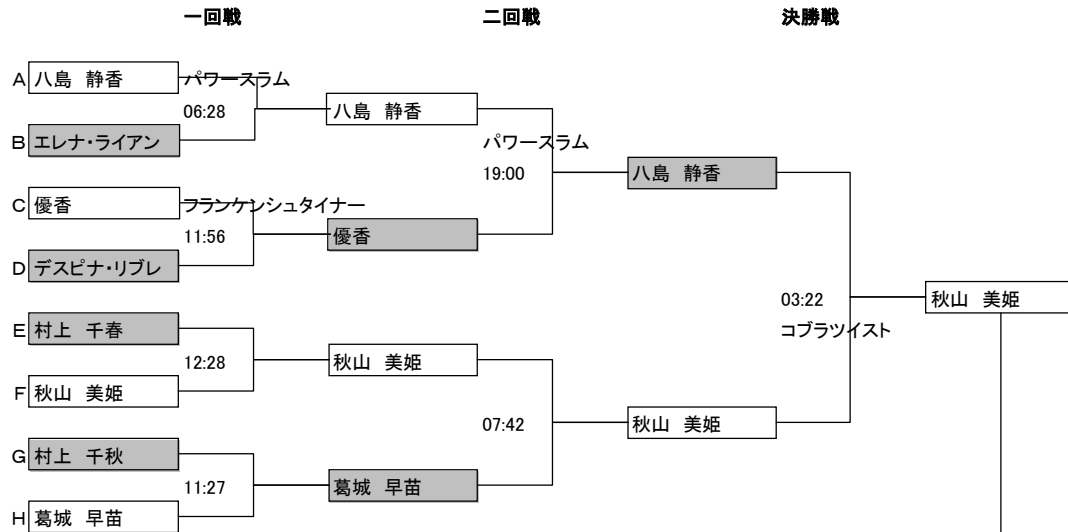 一回戦
二回戦
決勝戦
A 八島 静香
パワースラム
06:28
八島 静香
B エレナ・ライアン
パワースラム
19:00
八島 静香
C 優香
フランケンシュタイナー
11:56
優香
D デスピナ・リブレ
03:22
秋山 美姫
コブラツイスト
E 村上 千春
12:28
秋山 美姫
F 秋山 美姫
07:42
秋山 美姫
G 村上 千秋
11:27
葛城 早苗
H 葛城 早苗